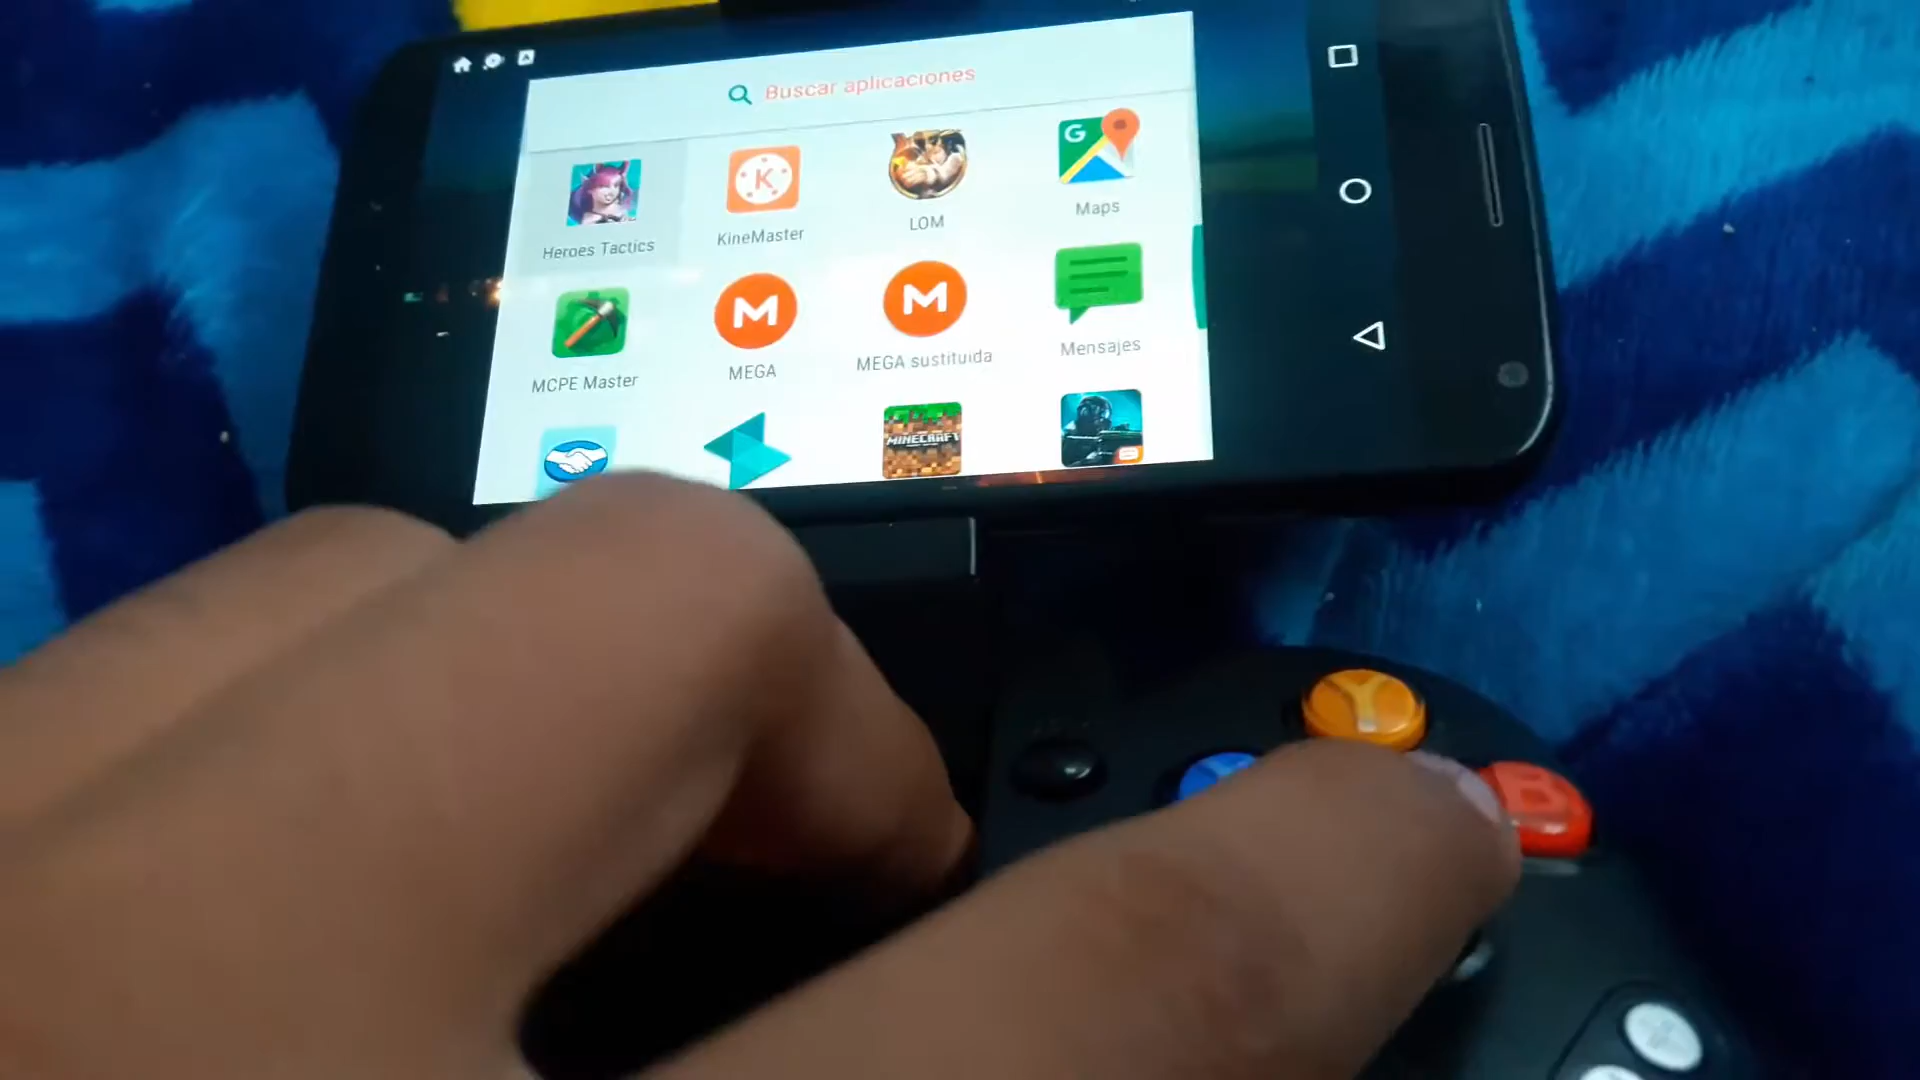 Buscar aplicaciones
G
K
Heroes Tactics
KineMaster
LOM
Maps
M
M
MCPE Master
MEGA
MEGA sustituida
Mensajes
MINECRAFT
Y
B